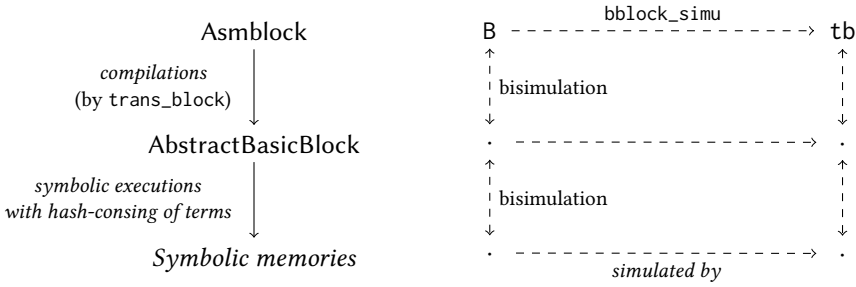 Asmblock
compilations
(by trans_block)
AbstractBasicBlock
symbolic executions
with hash-consing of terms
Symbolic memories
bblock_simu
B
tb
bisimulation
.
.
bisimulation
.
.
simulated by